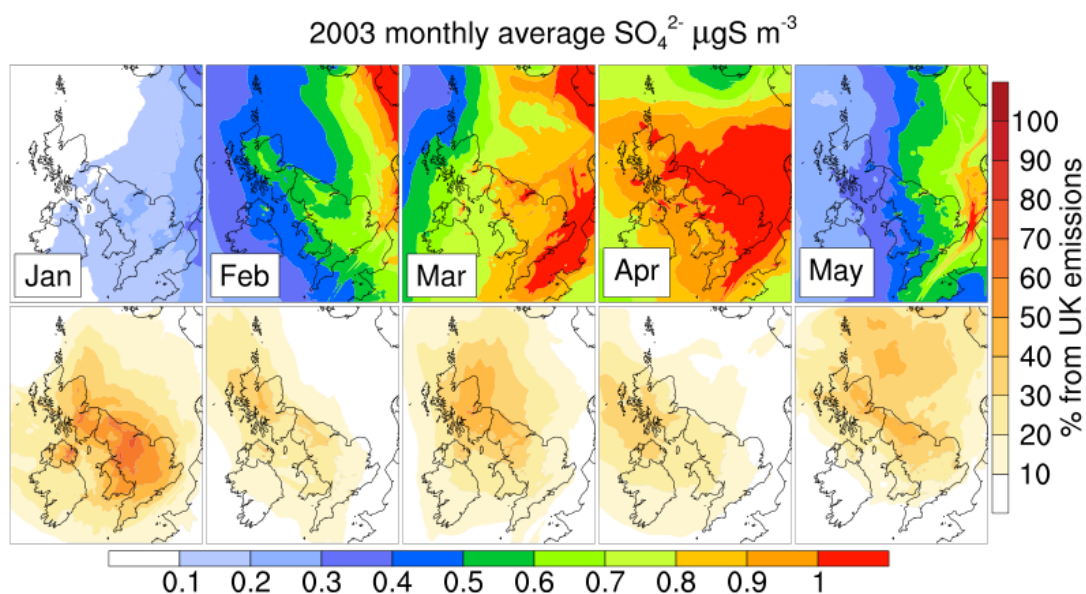 2003 monthly average SO₄²⁻ µgS m⁻³
Jan
Feb
Mar
Apr
May
100
90
80
70
60
50
40
30
20
10
% from UK emissions
0.1 0.2 0.3 0.4 0.5 0.6 0.7 0.8 0.9 1